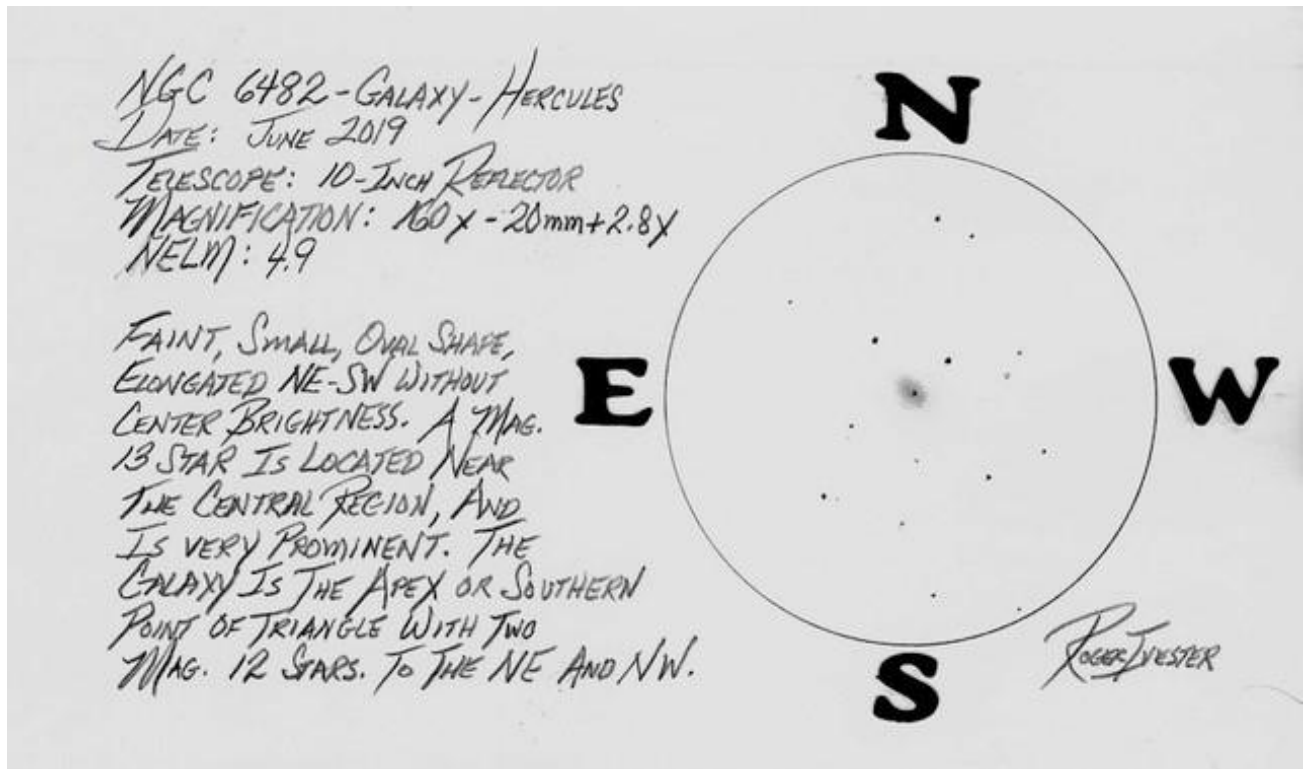 NGC 6482-GALAXY-HERCULES
DATE: JUNE 2019
TELESCOPE: 10-INCH REFLECTOR
MAGNIFICATION: 160X - 20mm+2.8X
NELM: 4.9
FAINT, SMALL, OVAL SHAPE,
ELONGATED NE-SW WITHOUT
CENTER BRIGHTNESS. A MAG.
13 STAR IS LOCATED NEAR
THE CENTRAL REGION, AND
IS VERY PROMINENT. THE
GALAXY IS THE APEX OR SOUTHERN
POINT OF TRIANGLE WITH TWO
MAG. 12 STARS. TO THE NE AND NW.
N
E
W
S
ROGER IVESTER